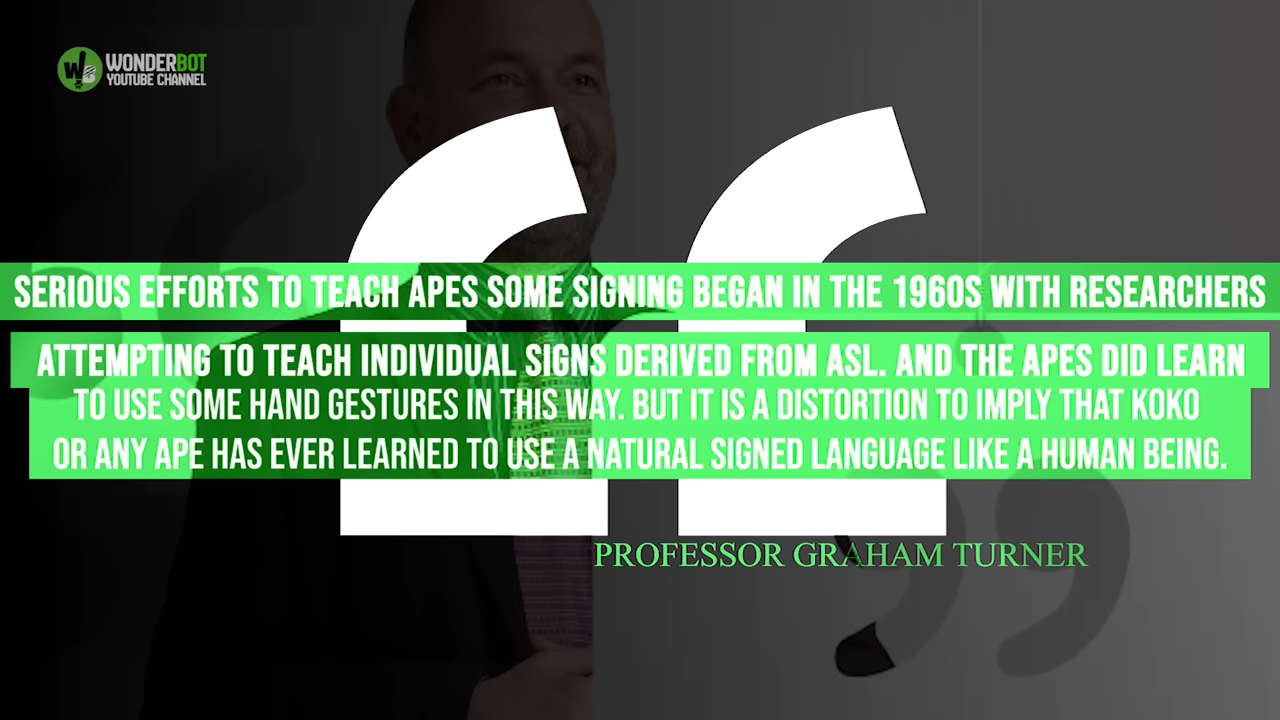 WONDERBOT
YOUTUBE CHANNEL
SERIOUS EFFORTS TO TEACH APES SOME SIGNING BEGAN IN THE 1960S WITH RESEARCHERS
ATTEMPTING TO TEACH INDIVIDUAL SIGNS DERIVED FROM ASL. AND THE APES DID LEARN
TO USE SOME HAND GESTURES IN THIS WAY. BUT IT IS A DISTORTION TO IMPLY THAT KOKO
OR ANY APE HAS EVER LEARNED TO USE A NATURAL SIGNED LANGUAGE LIKE A HUMAN BEING.
PROFESSOR GRAHAM TURNER